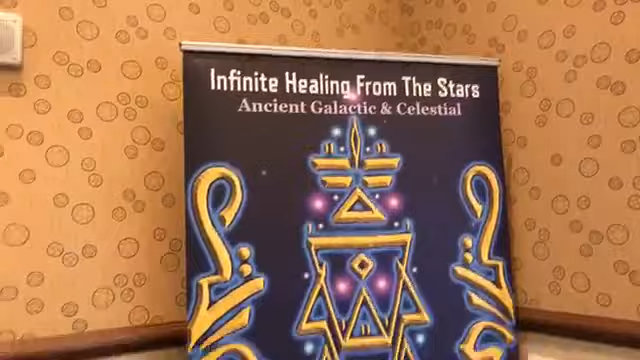 Infinite Healing From The Stars
Ancient Galactic & Celestial